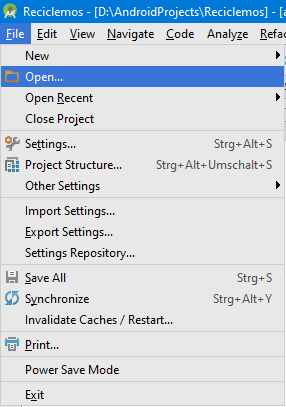 Reciclemos - [D:\AndroidProjects\Reciclemos] - [a
File Edit View Navigate Code Analyze Refac
New
Open...
Open Recent
Close Project
Settings... Strg+Alt+S
Project Structure... Strg+Alt+Umschalt+S
Other Settings
Import Settings...
Export Settings...
Settings Repository...
Save All Strg+S
Synchronize Strg+Alt+Y
Invalidate Caches / Restart...
Print...
Power Save Mode
Exit